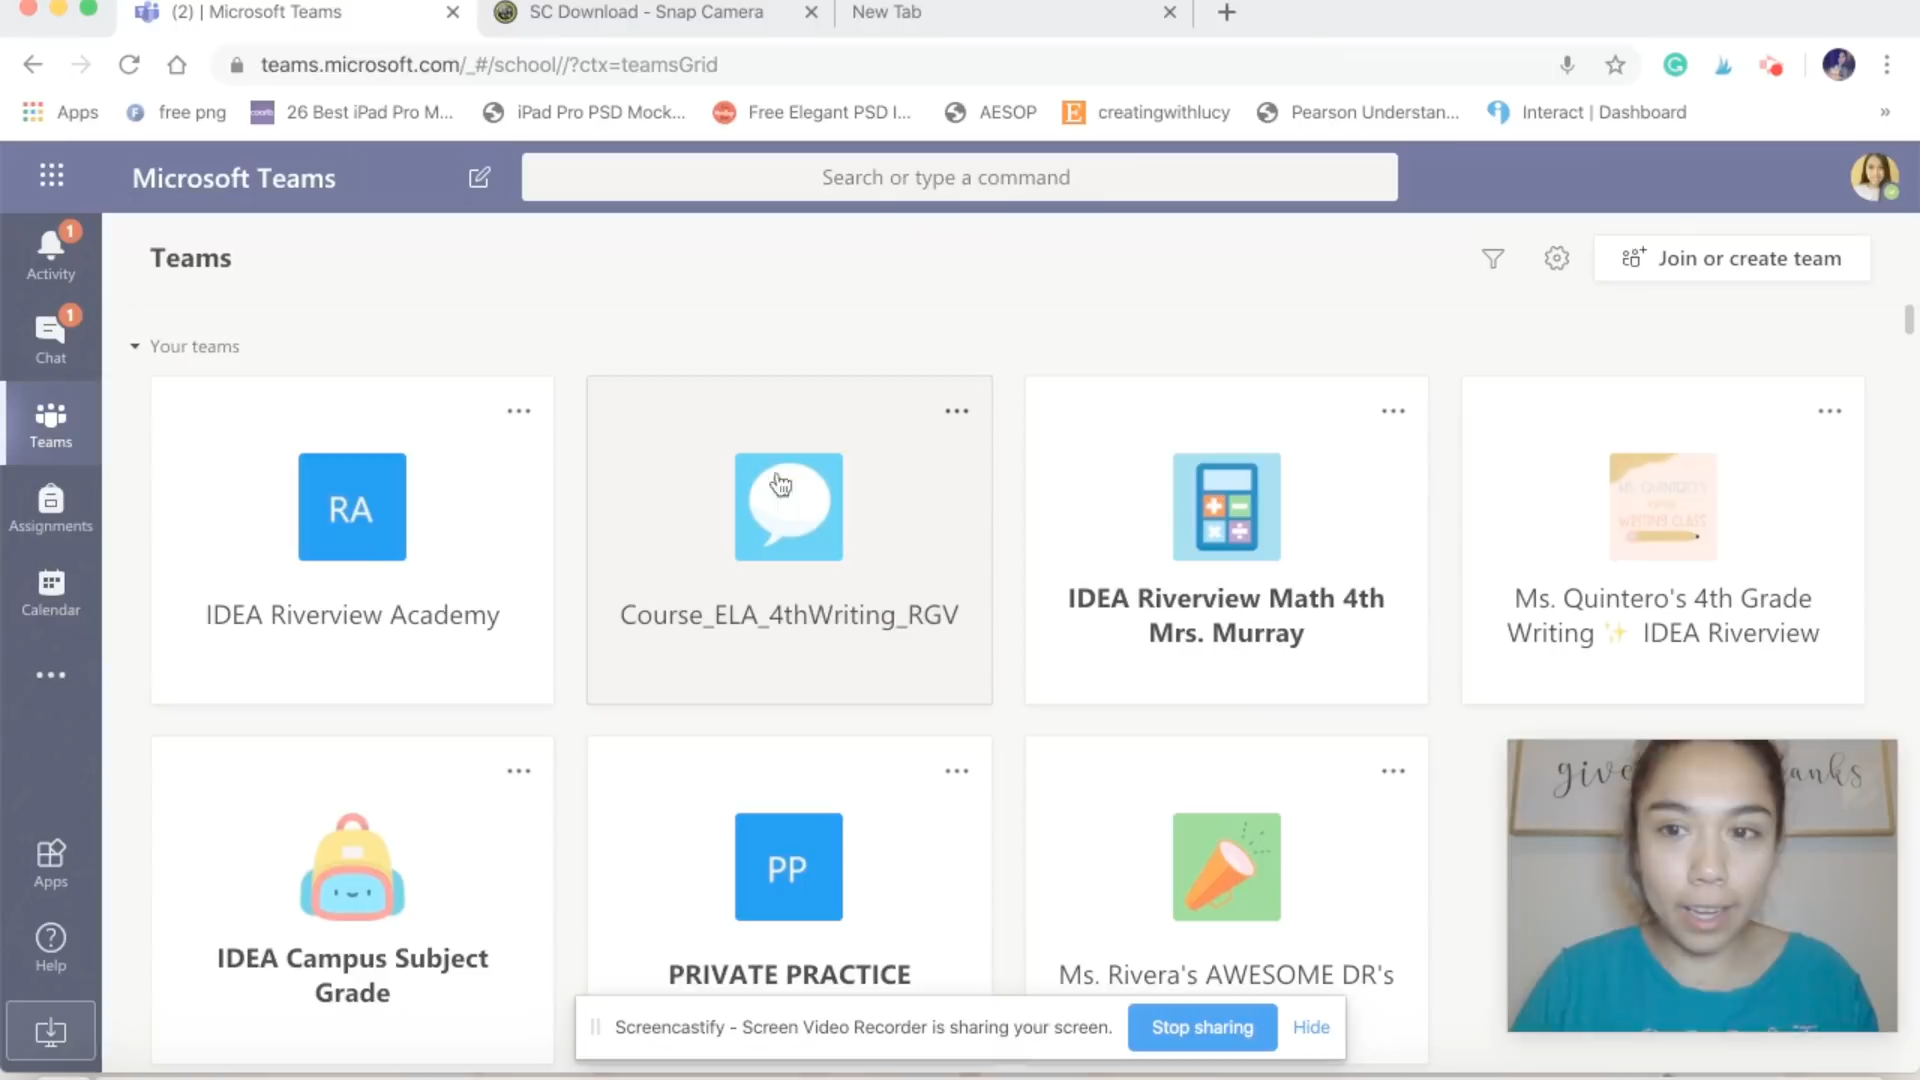 (2) | Microsoft Teams
SC Download - Snap Camera
New Tab
teams.microsoft.com/_#/school//?ctx=teamsGrid
Apps
free png
26 Best iPad Pro M...
iPad Pro PSD Mock...
Free Elegant PSD I...
AESOP
creatingwithlucy
Pearson Understan...
Interact | Dashboard
»
Microsoft Teams
Search or type a command
1
Activity
1
Chat
Teams
Assignments
Calendar
Apps
Help
Teams
Join or create team
Your teams
RA
IDEA Riverview Academy
Course_ELA_4thWriting_RGV
IDEA Riverview Math 4th
Mrs. Murray
WRITING CLASS
Ms. Quintero's 4th Grade
Writing ✨ IDEA Riverview
IDEA Campus Subject
Grade
PP
PRIVATE PRACTICE
Ms. Rivera's AWESOME DR's
Screencastify - Screen Video Recorder is sharing your screen.
Stop sharing
Hide
give